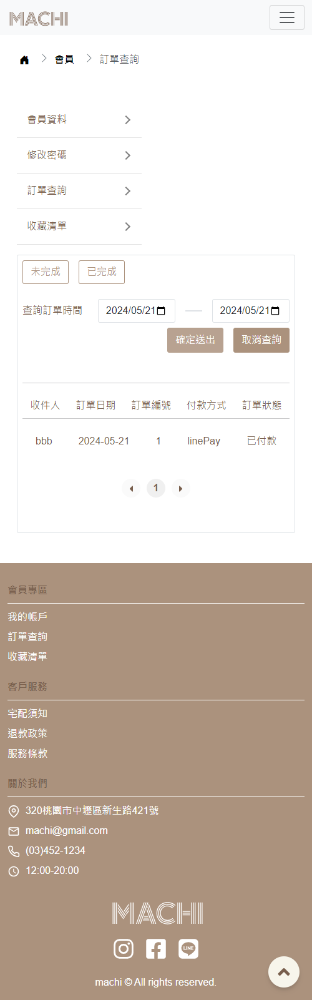 MACHI
會員
訂單查詢
會員資料
修改密碼
訂單查詢
收藏清單
未完成 已完成
查詢訂單時間 2024/05/21 2024/05/21
確定送出 取消查詢
收件人 訂單日期 訂單編號 付款方式 訂單狀態
bbb 2024-05-21 1 linePay 已付款
1
會員專區
我的帳戶
訂單查詢
收藏清單
客戶服務
宅配須知
退款政策
服務條款
關於我們
320桃園市中壢區新生路421號
machi@gmail.com
(03)452-1234
12:00-20:00
MACHI
LINE
machi © All rights reserved.